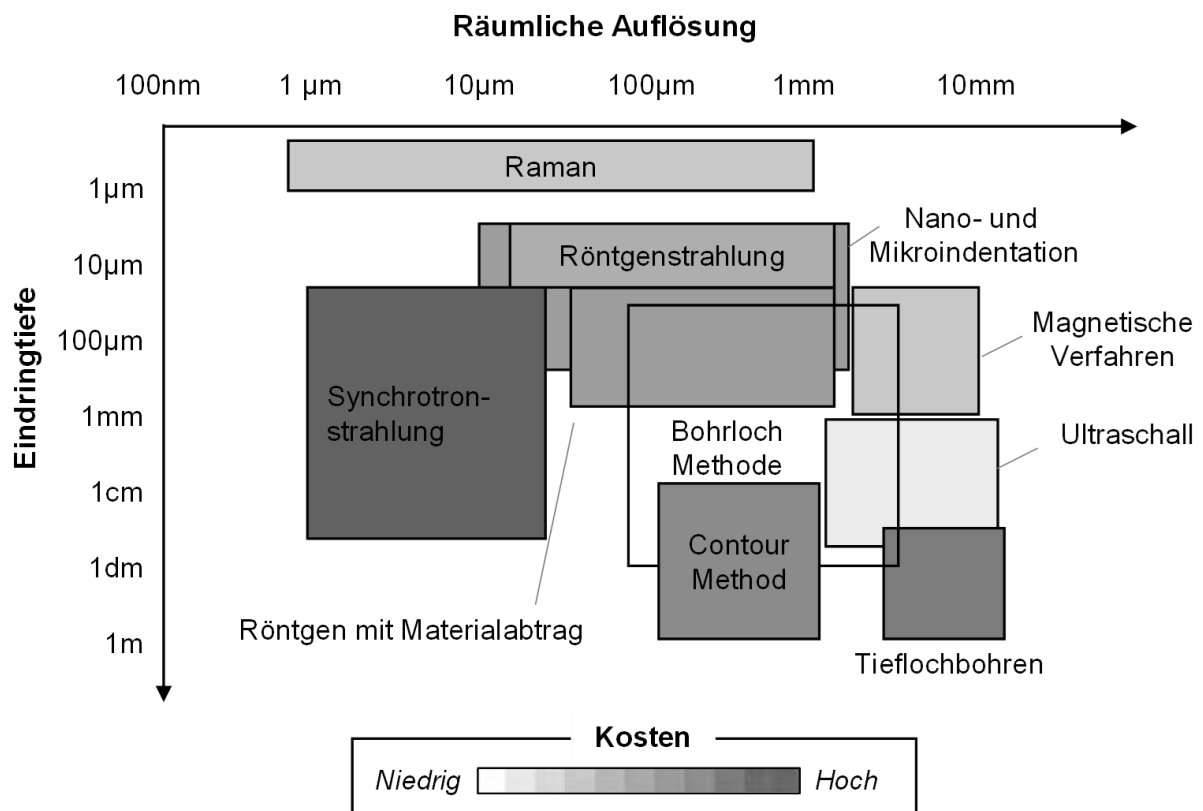 Räumliche Auflösung
100nm 1 µm 10µm 100µm 1mm 10mm
Eindringtiefe
1µm
10µm
100µm
1mm
1cm
1dm
1m
Raman
Röntgenstrahlung
Nano- und
Mikroindentation
Magnetische
Verfahren
Synchrotron-
strahlung
Bohrloch
Methode
Ultraschall
Contour
Method
Röntgen mit Materialabtrag
Tieflochbohren
Kosten
Niedrig Hoch